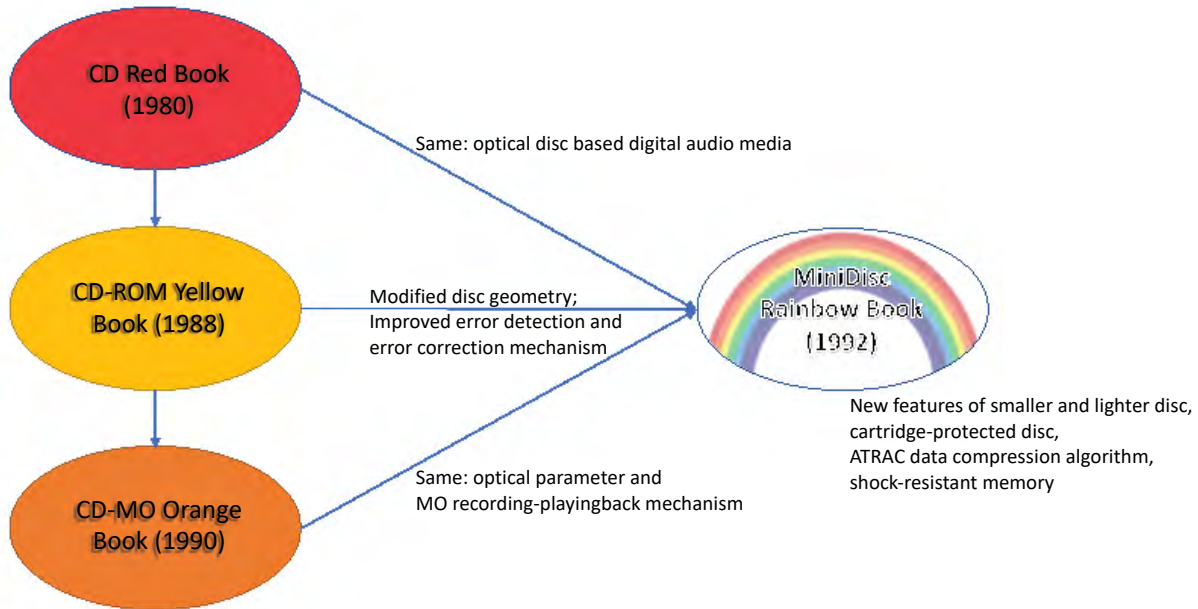 CD Red Book
(1980)
Same: optical disc based digital audio media
CD-ROM Yellow
Book (1988)
Modified disc geometry;
Improved error detection and
error correction mechanism
MiniDisc
Rainbow Book
(1992)
New features of smaller and lighter disc,
cartridge-protected disc,
ATRAC data compression algorithm,
shock-resistant memory
Same: optical parameter and
MO recording-playingback mechanism
CD-MO Orange
Book (1990)